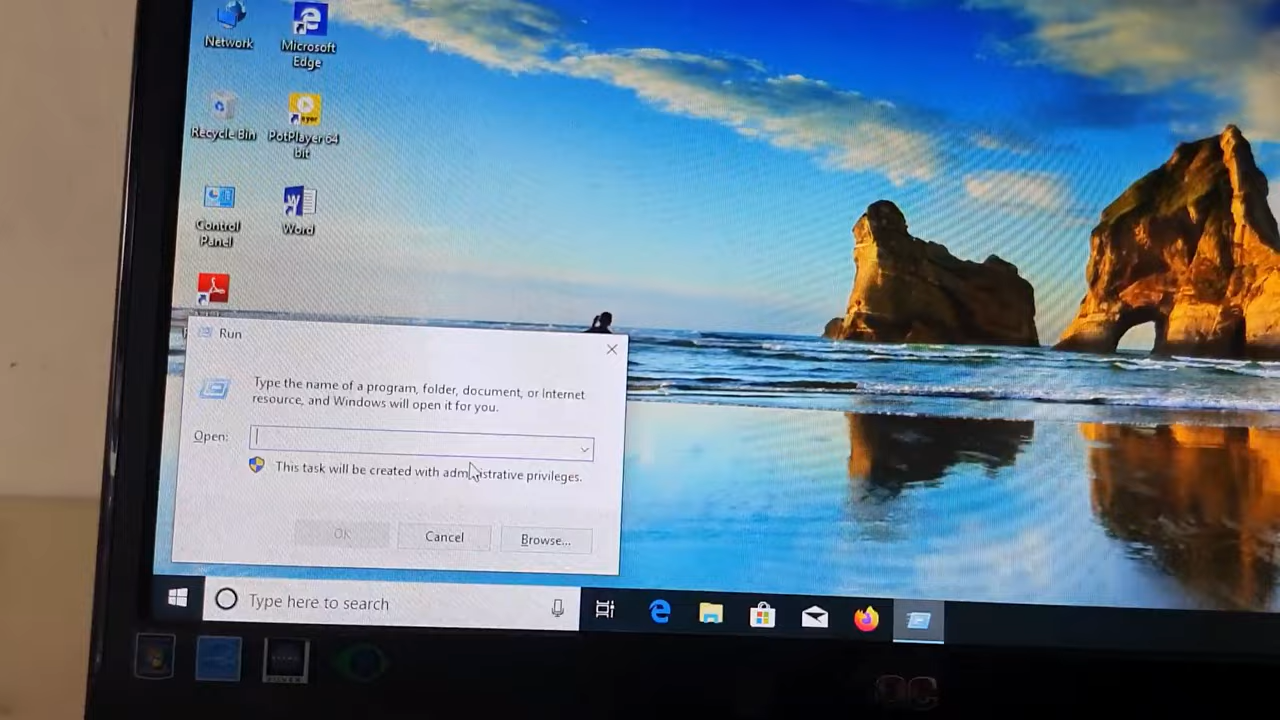 Network
Microsoft
Edge
Recycle Bin
PotPlayer 64
bit
Control
Panel
Word
Run
Type the name of a program, folder, document, or Internet
resource, and Windows will open it for you.
Open:
This task will be created with administrative privileges.
OK
Cancel
Browse...
Type here to search